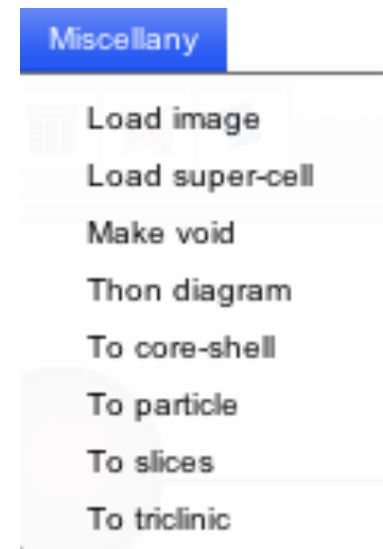 Miscellany
Load image
Load super-cell
Make void
Thon diagram
To core-shell
To particle
To slices
To triclinic